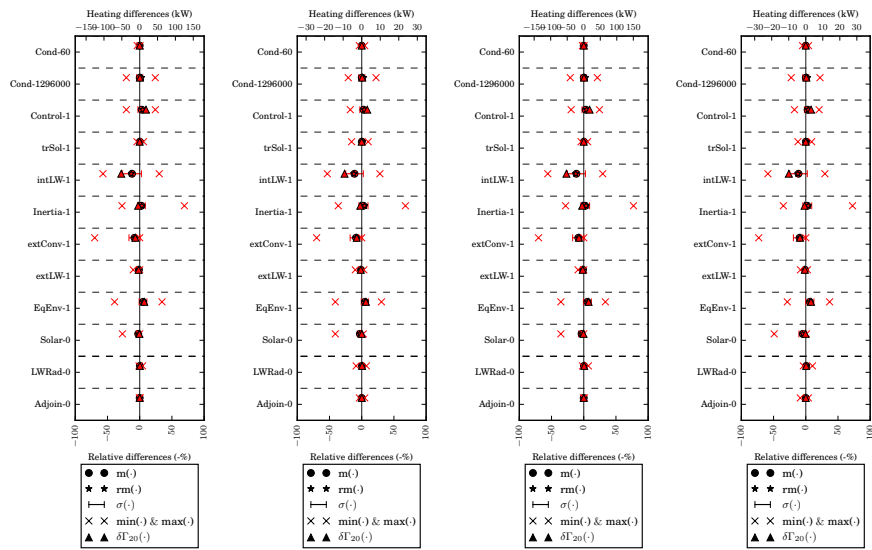 Heating differences (kW)
−150 −100 −50 0 50 100 150
Cond-60
Cond-1296000
Control-1
trSol-1
intLW-1
Inertia-1
extConv-1
extLW-1
EqEnv-1
Solar-0
LWRad-0
Adjoin-0
−100 −50 0 50 100
Relative differences (-%)
m(·)
rm(·)
σ(·)
min(·) & max(·)
δΓ20(·)
Heating differences (kW)
−30 −20 −10 0 10 20 30
Cond-60
Cond-1296000
Control-1
trSol-1
intLW-1
Inertia-1
extConv-1
extLW-1
EqEnv-1
Solar-0
LWRad-0
Adjoin-0
−100 −50 0 50 100
Relative differences (-%)
m(·)
rm(·)
σ(·)
min(·) & max(·)
δΓ20(·)
Heating differences (kW)
−150 −100 −50 0 50 100 150
Cond-60
Cond-1296000
Control-1
trSol-1
intLW-1
Inertia-1
extConv-1
extLW-1
EqEnv-1
Solar-0
LWRad-0
Adjoin-0
−100 −50 0 50 100
Relative differences (-%)
m(·)
rm(·)
σ(·)
min(·) & max(·)
δΓ20(·)
Heating differences (kW)
−30 −20 −10 0 10 20 30
Cond-60
Cond-1296000
Control-1
trSol-1
intLW-1
Inertia-1
extConv-1
extLW-1
EqEnv-1
Solar-0
LWRad-0
Adjoin-0
−100 −50 0 50 100
Relative differences (-%)
m(·)
rm(·)
σ(·)
min(·) & max(·)
δΓ20(·)